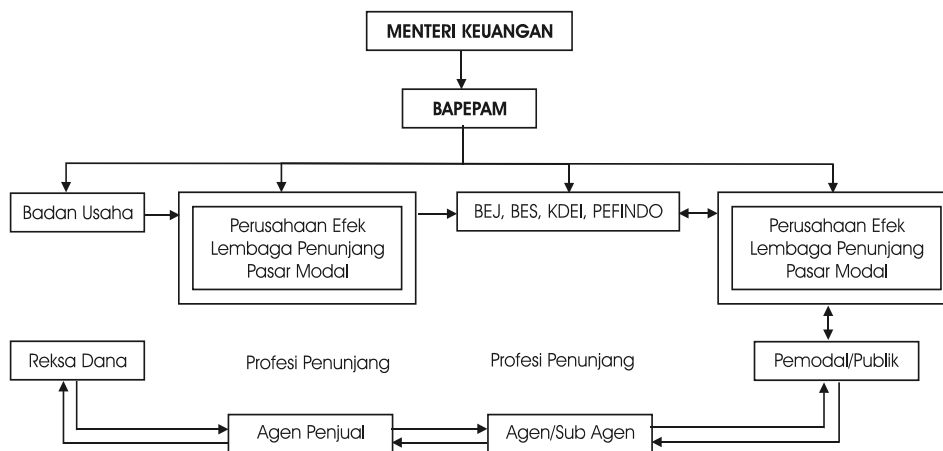 MENTERI KEUANGAN
BAPEPAM
Badan Usaha
Perusahaan Efek
Lembaga Penunjang
Pasar Modal
BEJ, BES, KDEI, PEFINDO
Perusahaan Efek
Lembaga Penunjang
Pasar Modal
Reksa Dana
Profesi Penunjang
Profesi Penunjang
Pemodal/Publik
Agen Penjual
Agen/Sub Agen